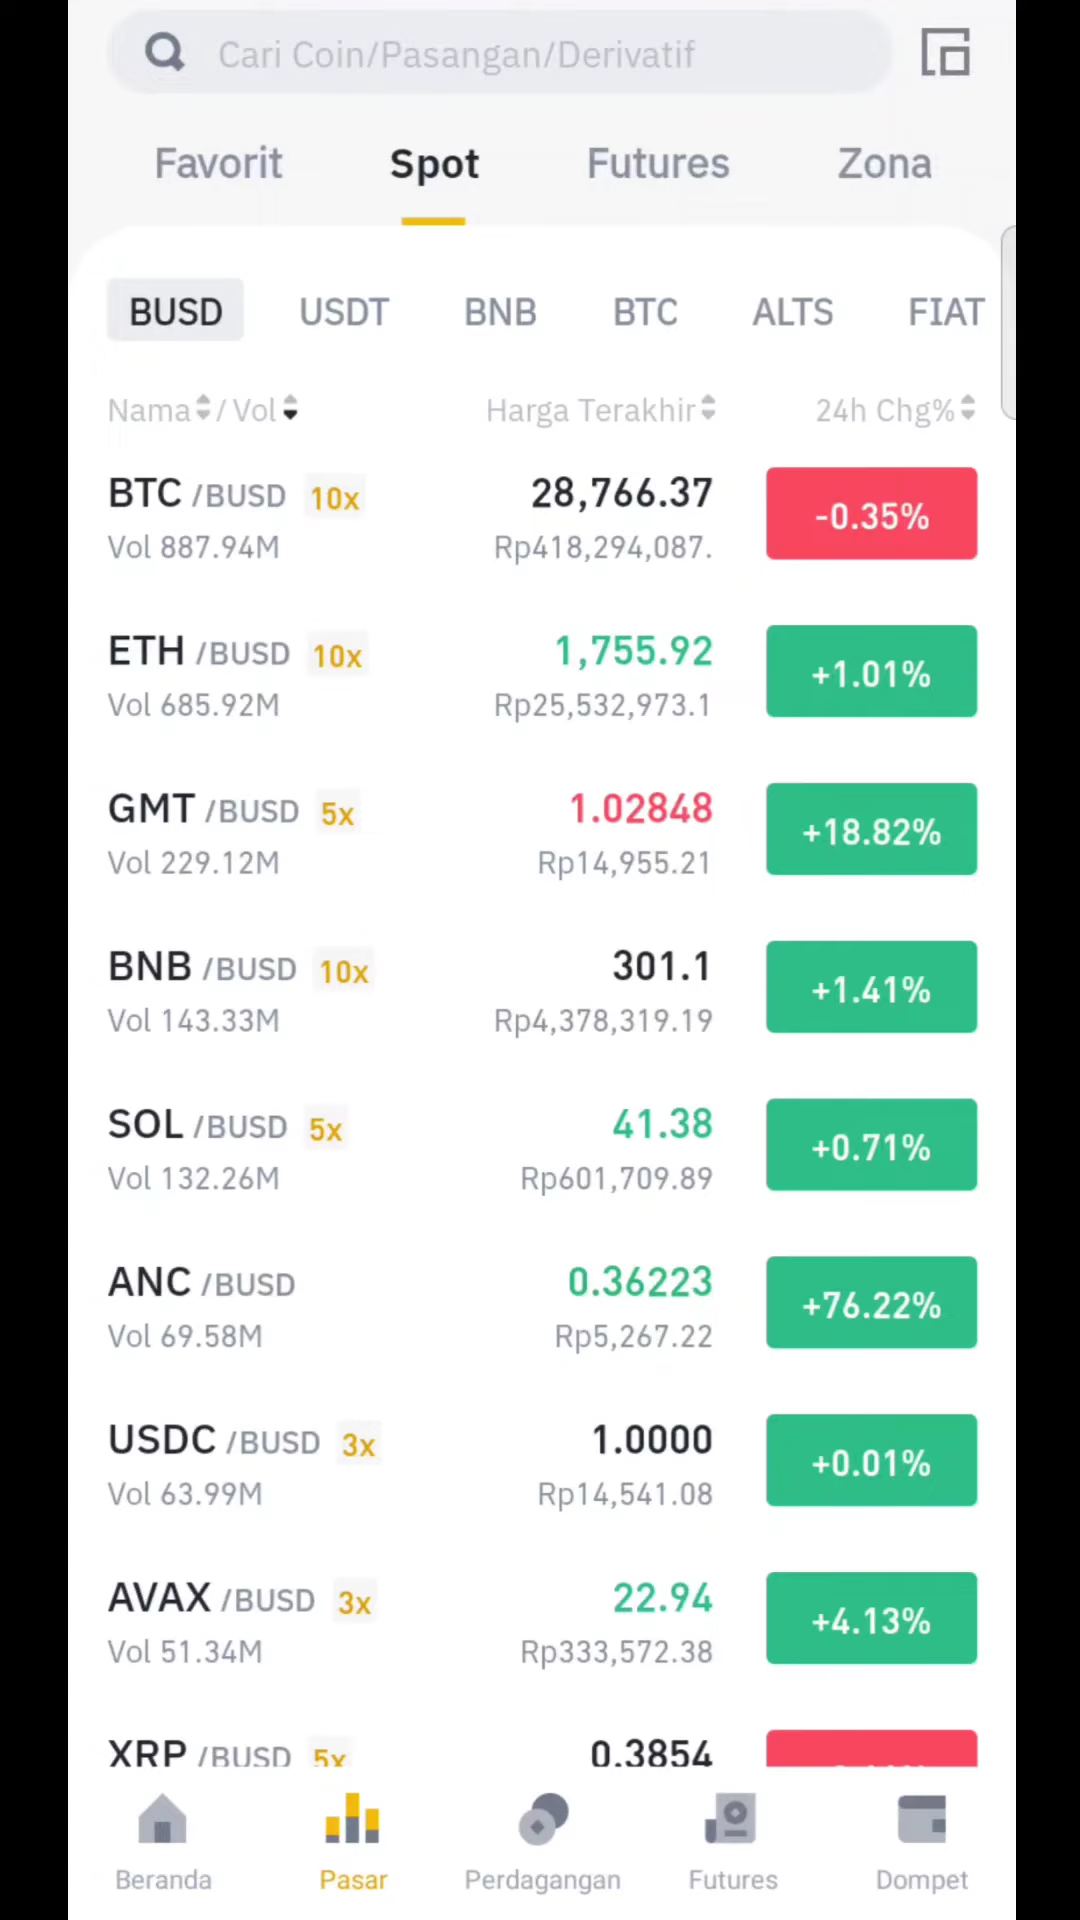 Cari Coin/Pasangan/Derivatif
Favorit Spot Futures Zona
BUSD USDT BNB BTC ALTS FIAT
Nama / Vol Harga Terakhir 24h Chg%
BTC /BUSD 10x 28,766.37 -0.35%
Vol 887.94M Rp418,294,087.
ETH /BUSD 10x 1,755.92 +1.01%
Vol 685.92M Rp25,532,973.1
GMT /BUSD 5x 1.02848 +18.82%
Vol 229.12M Rp14,955.21
BNB /BUSD 10x 301.1 +1.41%
Vol 143.33M Rp4,378,319.19
SOL /BUSD 5x 41.38 +0.71%
Vol 132.26M Rp601,709.89
ANC /BUSD 0.36223 +76.22%
Vol 69.58M Rp5,267.22
USDC /BUSD 3x 1.0000 +0.01%
Vol 63.99M Rp14,541.08
AVAX /BUSD 3x 22.94 +4.13%
Vol 51.34M Rp333,572.38
XRP /BUSD 5x 0.3854
Beranda Pasar Perdagangan Futures Dompet